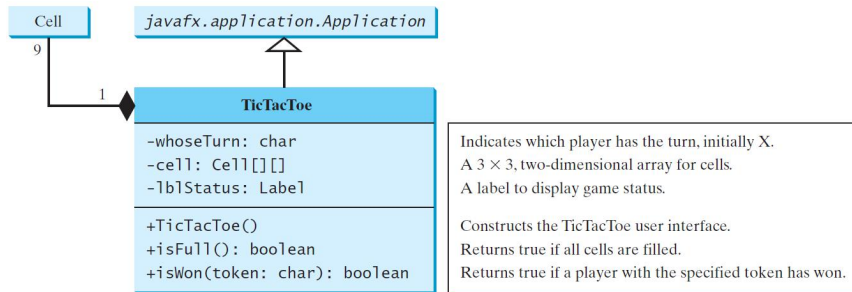 Cell
javafx.application.Application
9
1
TicTacToe
-whoseTurn: char
-cell: Cell[][]
-lblStatus: Label
+TicTacToe()
+isFull(): boolean
+isWon(token: char): boolean
Indicates which player has the turn, initially X.
A 3 × 3, two-dimensional array for cells.
A label to display game status.
Constructs the TicTacToe user interface.
Returns true if all cells are filled.
Returns true if a player with the specified token has won.